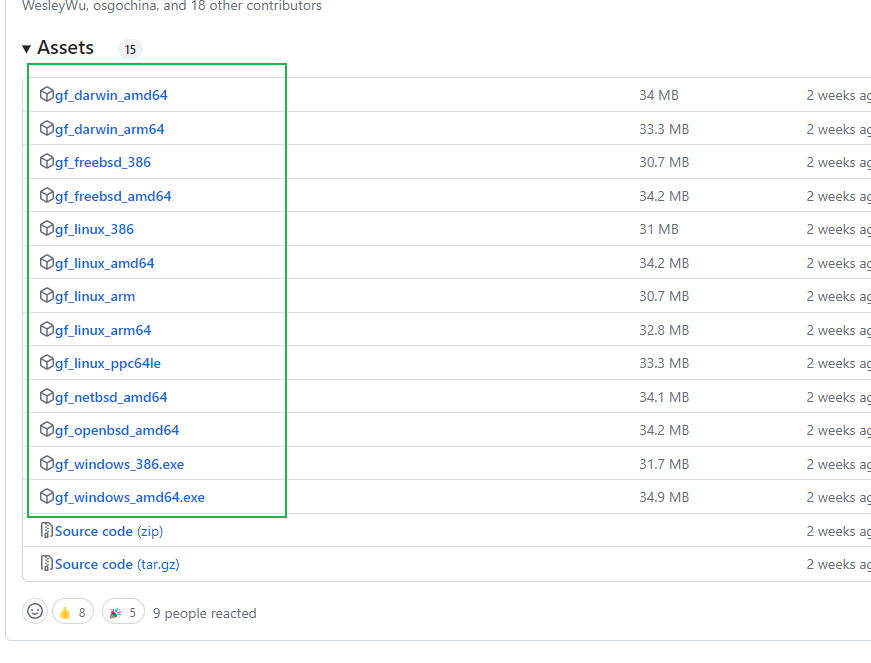 WesleyWu, osgochina, and 18 other contributors
Assets 15
gf_darwin_amd64 34 MB 2 weeks ag
gf_darwin_arm64 33.3 MB 2 weeks ag
gf_freebsd_386 30.7 MB 2 weeks ag
gf_freebsd_amd64 34.2 MB 2 weeks ag
gf_linux_386 31 MB 2 weeks ag
gf_linux_amd64 34.2 MB 2 weeks ag
gf_linux_arm 30.7 MB 2 weeks ag
gf_linux_arm64 32.8 MB 2 weeks ag
gf_linux_ppc64le 33.3 MB 2 weeks ag
gf_netbsd_amd64 34.1 MB 2 weeks ag
gf_openbsd_amd64 34.2 MB 2 weeks ag
gf_windows_386.exe 31.7 MB 2 weeks ag
gf_windows_amd64.exe 34.9 MB 2 weeks ag
Source code (zip) 2 weeks ag
Source code (tar.gz) 2 weeks ag
8 5 9 people reacted